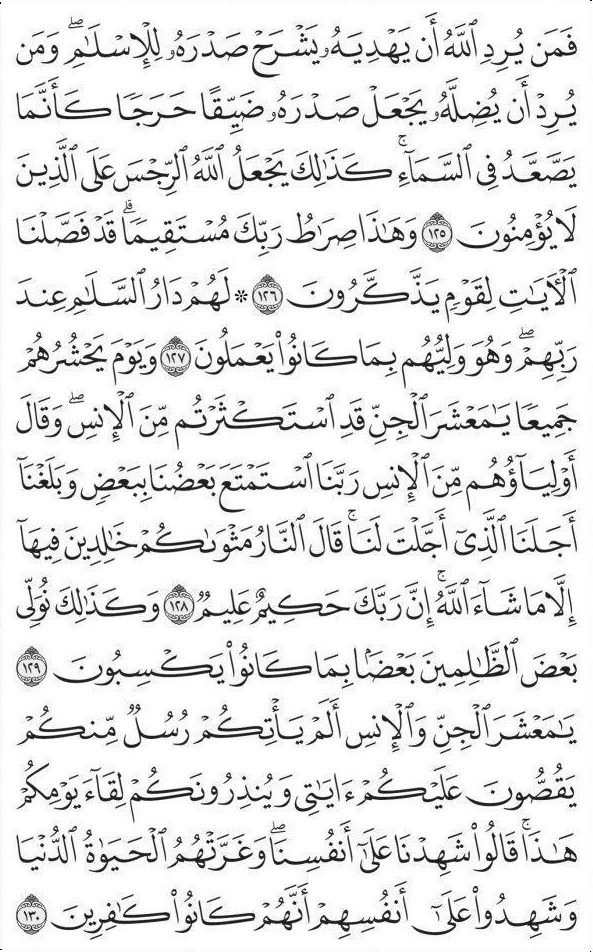 فَمَن يُرِدِ ٱللَّهُ أَن يَهْدِيَهُۥ يَشْرَحْ صَدْرَهُۥ لِلْإِسْلَٰمِۖ وَمَن
يُرِدْ أَن يُضِلَّهُۥ يَجْعَلْ صَدْرَهُۥ ضَيِّقًا حَرَجًا كَأَنَّمَا
يَصَّعَّدُ فِي ٱلسَّمَآءِۚ كَذَٰلِكَ يَجْعَلُ ٱللَّهُ ٱلرِّجْسَ عَلَى ٱلَّذِينَ
لَا يُؤْمِنُونَ ١٢٥ وَهَٰذَا صِرَٰطُ رَبِّكَ مُسْتَقِيمًاۗ قَدْ فَصَّلْنَا
ٱلْأٓيَٰتِ لِقَوْمٍ يَذَّكَّرُونَ ١٢٦ ۞ لَهُمْ دَارُ ٱلسَّلَٰمِ عِندَ
رَبِّهِمْۖ وَهُوَ وَلِيُّهُم بِمَا كَانُوا۟ يَعْمَلُونَ ١٢٧ وَيَوْمَ يَحْشُرُهُمْ
جَمِيعًا يَٰمَعْشَرَ ٱلْجِنِّ قَدِ ٱسْتَكْثَرْتُم مِّنَ ٱلْإِنسِۖ وَقَالَ
أَوْلِيَآؤُهُم مِّنَ ٱلْإِنسِ رَبَّنَا ٱسْتَمْتَعَ بَعْضُنَا بِبَعْضٍ وَبَلَغْنَآ
أَجَلَنَا ٱلَّذِيٓ أَجَّلْتَ لَنَاۚ قَالَ ٱلنَّارُ مَثْوَىٰكُمْ خَٰلِدِينَ فِيهَآ
إِلَّا مَا شَآءَ ٱللَّهُۚ إِنَّ رَبَّكَ حَكِيمٌ عَلِيمٌ ١٢٨ وَكَذَٰلِكَ نُوَلِّي
بَعْضَ ٱلظَّٰلِمِينَ بَعْضًۢا بِمَا كَانُوا۟ يَكْسِبُونَ ١٢٩
يَٰمَعْشَرَ ٱلْجِنِّ وَٱلْإِنسِ أَلَمْ يَأْتِكُمْ رُسُلٌ مِّنكُمْ
يَقُصُّونَ عَلَيْكُمْ ءَايَٰتِي وَيُنذِرُونَكُمْ لِقَآءَ يَوْمِكُمْ
هَٰذَاۚ قَالُوا۟ شَهِدْنَا عَلَىٰٓ أَنفُسِنَاۖ وَغَرَّتْهُمُ ٱلْحَيَوٰةُ ٱلدُّنْيَا
وَشَهِدُوا۟ عَلَىٰٓ أَنفُسِهِمْ أَنَّهُمْ كَانُوا۟ كَٰفِرِينَ ١٣٠